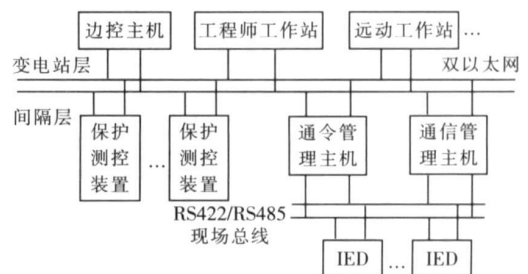 边控主机
工程师工作站
远动工作站…
变电站层
双以太网
间隔层
保护
测控
装置
…
保护
测控
装置
通令管
理主机
通信管
理主机
RS422/RS485
现场总线
IED … IED